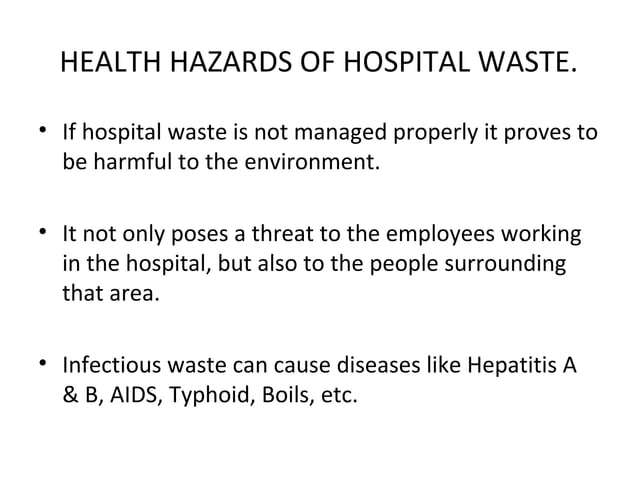 HEALTH HAZARDS OF HOSPITAL WASTE.
• If hospital waste is not managed properly it proves to
be harmful to the environment.
• It not only poses a threat to the employees working
in the hospital, but also to the people surrounding
that area.
• Infectious waste can cause diseases like Hepatitis A
& B, AIDS, Typhoid, Boils, etc.